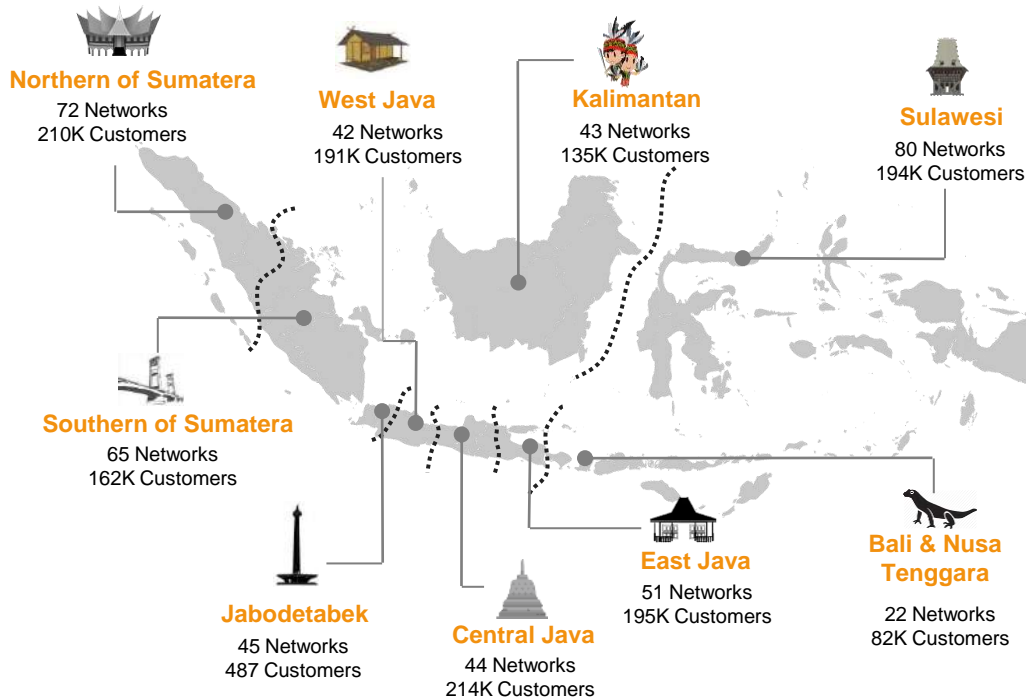 Northern of Sumatera
72 Networks
210K Customers
West Java
42 Networks
191K Customers
Kalimantan
43 Networks
135K Customers
Sulawesi
80 Networks
194K Customers
Southern of Sumatera
65 Networks
162K Customers
Jabodetabek
45 Networks
487 Customers
Central Java
44 Networks
214K Customers
East Java
51 Networks
195K Customers
Bali & Nusa
Tenggara
22 Networks
82K Customers